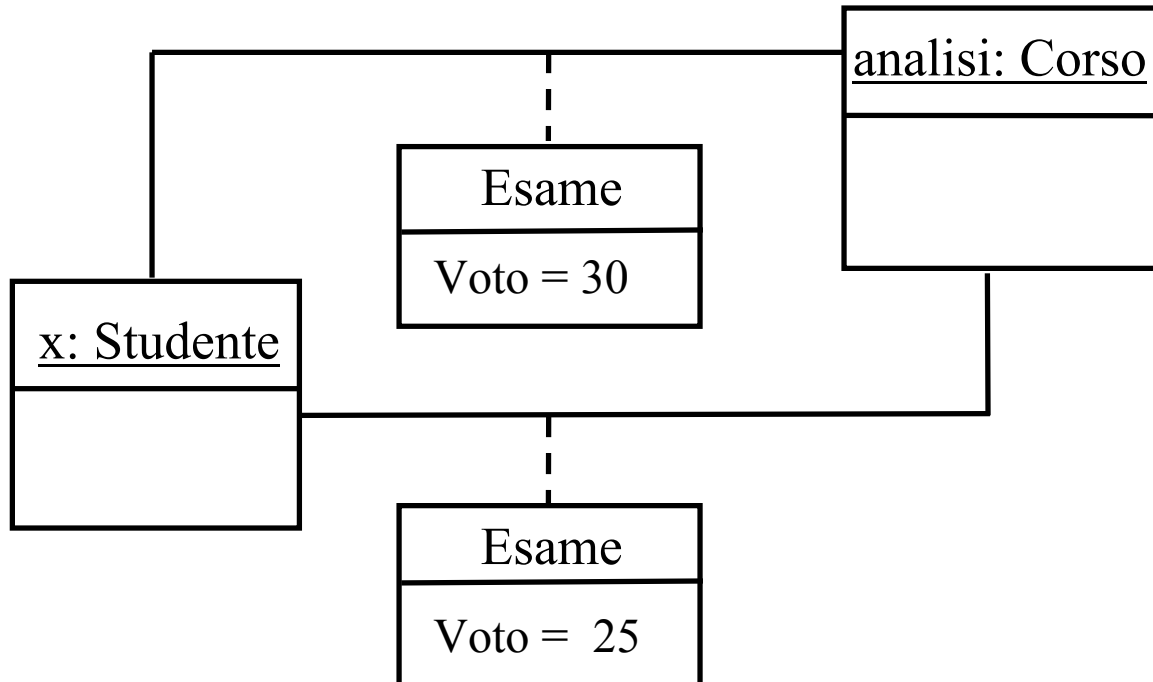 analisi: Corso
Esame
Voto = 30
x: Studente
Esame
Voto =  25